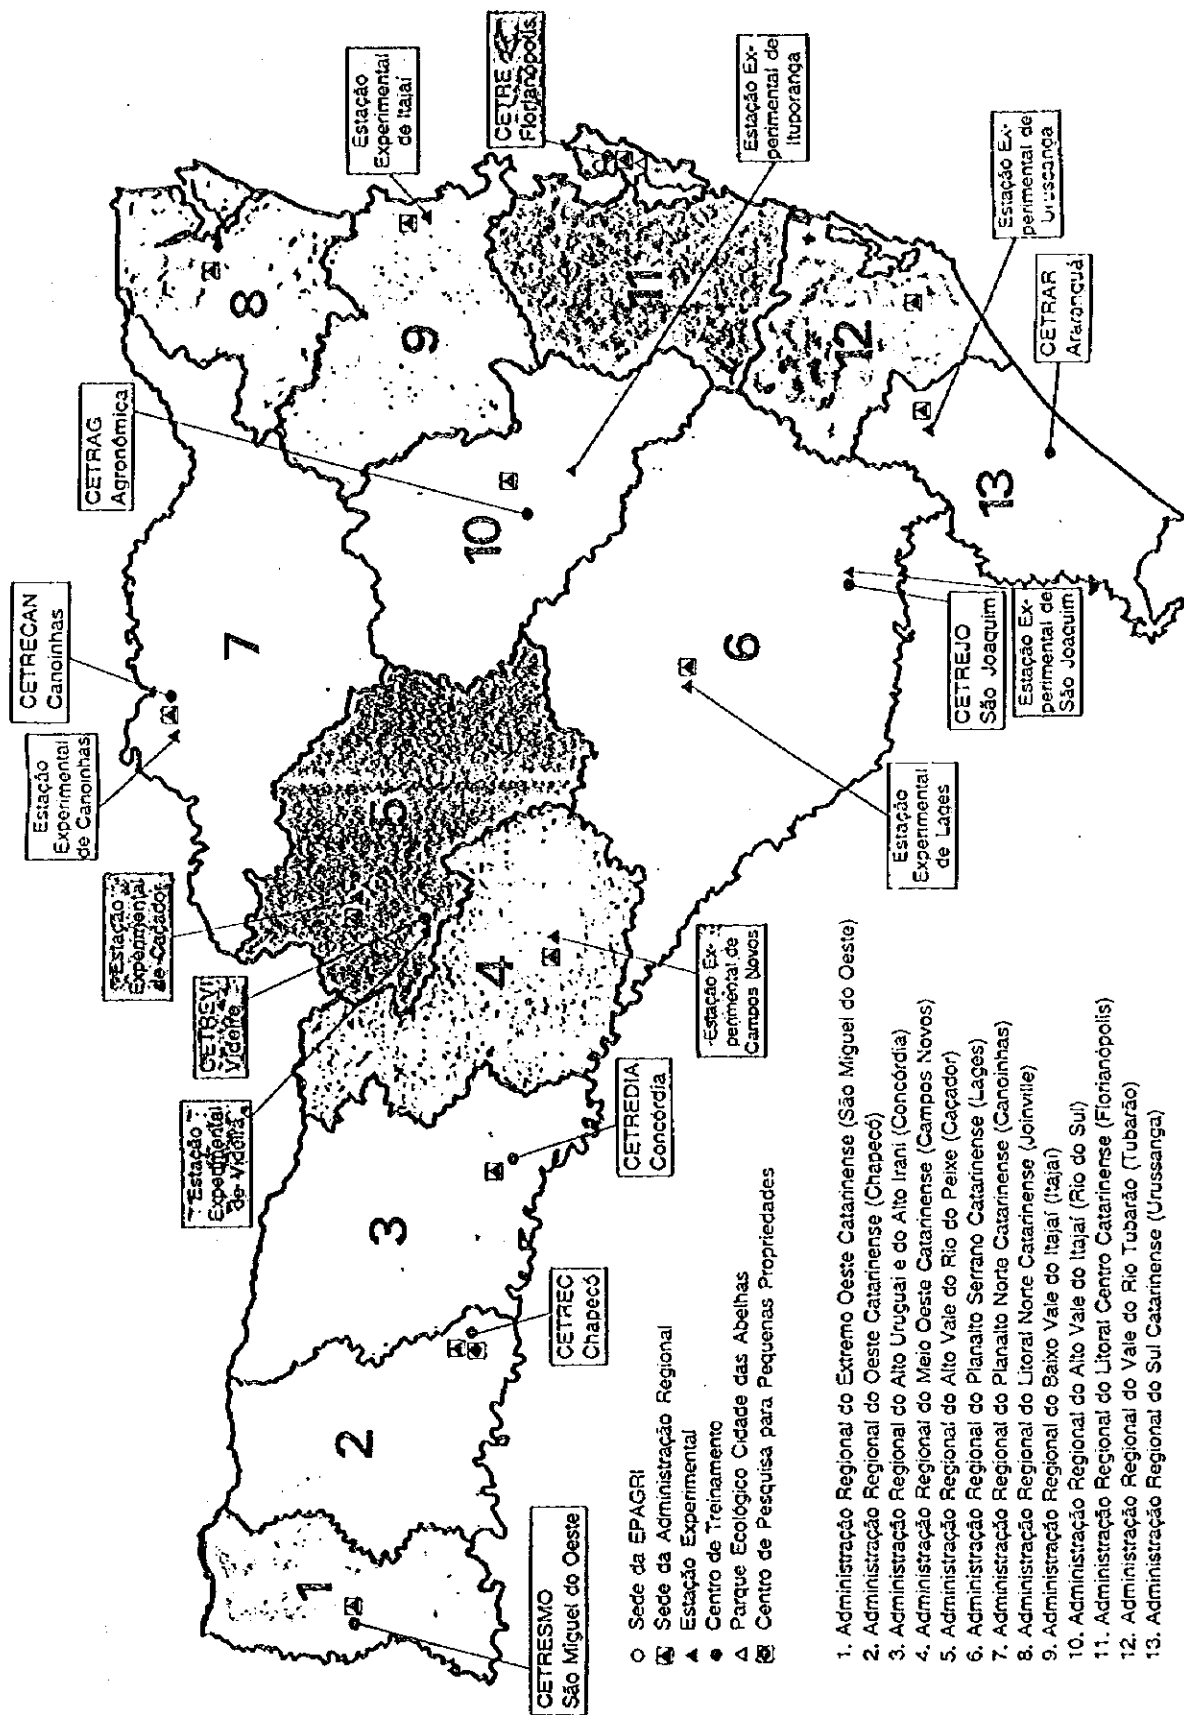 CETRESMO
São Miguel do Oeste
CETREC
Chapecó
CETREDIA
Concórdia
Estação
Experimental
de Videira
CETREVI
Videira
Estação
Experimental
de Caçador
Estação Ex-
perimental de
Campos Novos
Estação
Experimental
de Canoinhas
CETRECAN
Canoinhas
CETRAG
Agronômica
Estação
Experimental
de Lages
CETREJO
São Joaquim
Estação Ex-
perimental de
São Joaquim
Estação
Experimental
de Itajaí
CETRE
Florianópolis
Estação Ex-
perimental de
Ituporanga
Estação Ex-
perimental de
Urussanga
CETRAR
Araranguá
1
2
3
4
5
6
7
8
9
10
11
12
13
Sede da EPAGRI
Sede da Administração Regional
Estação Experimental
Centro de Treinamento
Parque Ecológico Cidade das Abelhas
Centro de Pesquisa para Pequenas Propriedades
1. Administração Regional do Extremo Oeste Catarinense (São Miguel do Oeste)
2. Administração Regional do Oeste Catarinense (Chapecó)
3. Administração Regional do Alto Uruguai e do Alto Irani (Concórdia)
4. Administração Regional do Meio Oeste Catarinense (Campos Novos)
5. Administração Regional do Alto Vale do Rio do Peixe (Caçador)
6. Administração Regional do Planalto Serrano Catarinense (Lages)
7. Administração Regional do Planalto Norte Catarinense (Canoinhas)
8. Administração Regional do Litoral Norte Catarinense (Joinville)
9. Administração Regional do Baixo Vale do Itajaí (Itajaí)
10. Administração Regional do Alto Vale do Itajaí (Rio do Sul)
11. Administração Regional do Litoral Centro Catarinense (Florianópolis)
12. Administração Regional do Vale do Rio Tubarão (Tubarão)
13. Administração Regional do Sul Catarinense (Urussanga)